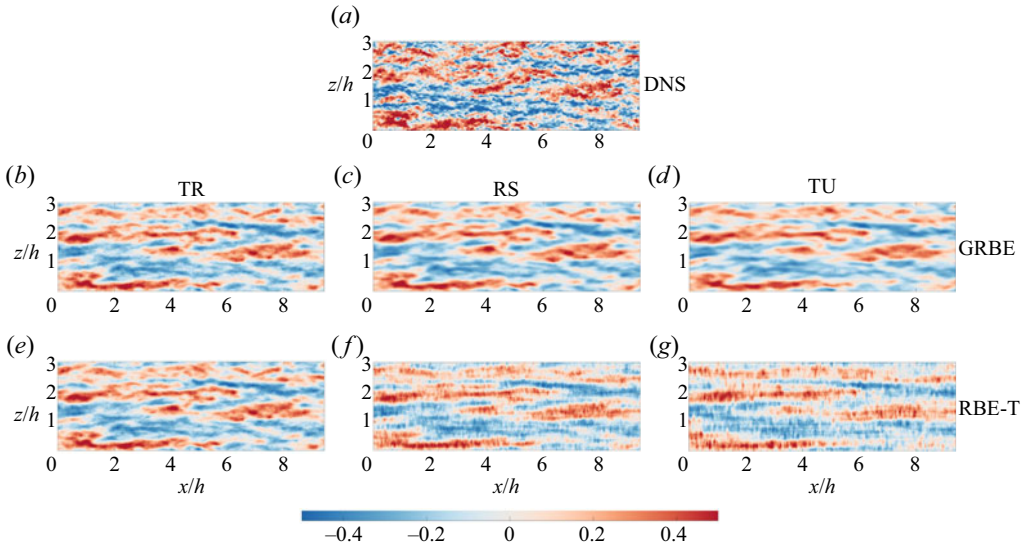 (a)
3
2
z/h
DNS
1
0 2 4 6 8
(b) (c) (d)
TR RS TU
3 3 3
2 2 2
z/h GRBE
1 1 1
0 2 4 6 8 0 2 4 6 8 0 2 4 6 8
(e) (f) (g)
3 3 3
2 2 2
z/h RBE-T
1 1 1
0 2 4 6 8 0 2 4 6 8 0 2 4 6 8
x/h x/h x/h
–0.4 –0.2 0 0.2 0.4